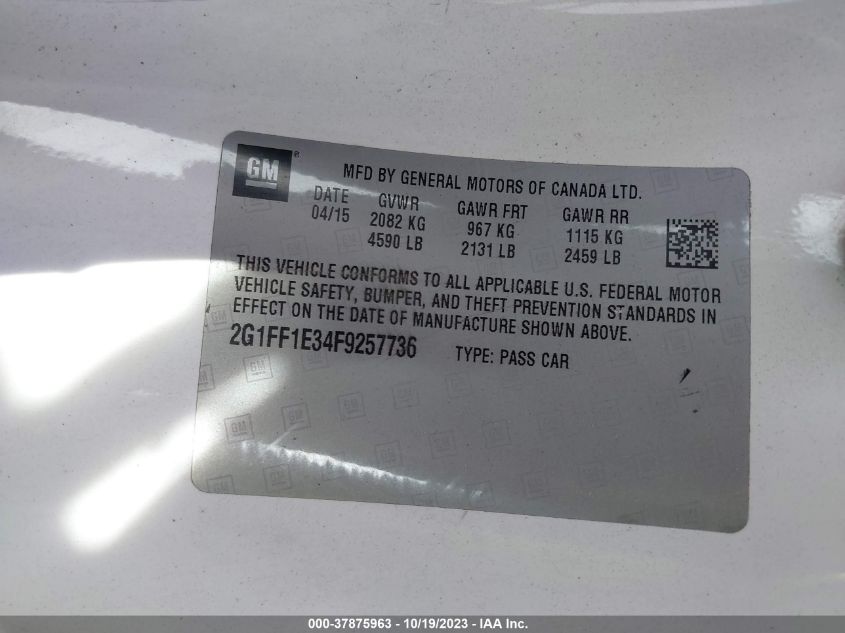 GM ®
MFD BY GENERAL MOTORS OF CANADA LTD.
DATE GVWR GAWR FRT GAWR RR
04/15 2082 KG 967 KG 1115 KG
4590 LB 2131 LB 2459 LB
THIS VEHICLE CONFORMS TO ALL APPLICABLE U.S. FEDERAL MOTOR
VEHICLE SAFETY, BUMPER, AND THEFT PREVENTION STANDARDS IN
EFFECT ON THE DATE OF MANUFACTURE SHOWN ABOVE.
2G1FF1E34F9257736 TYPE: PASS CAR
000-37875963 - 10/19/2023 - IAA Inc.